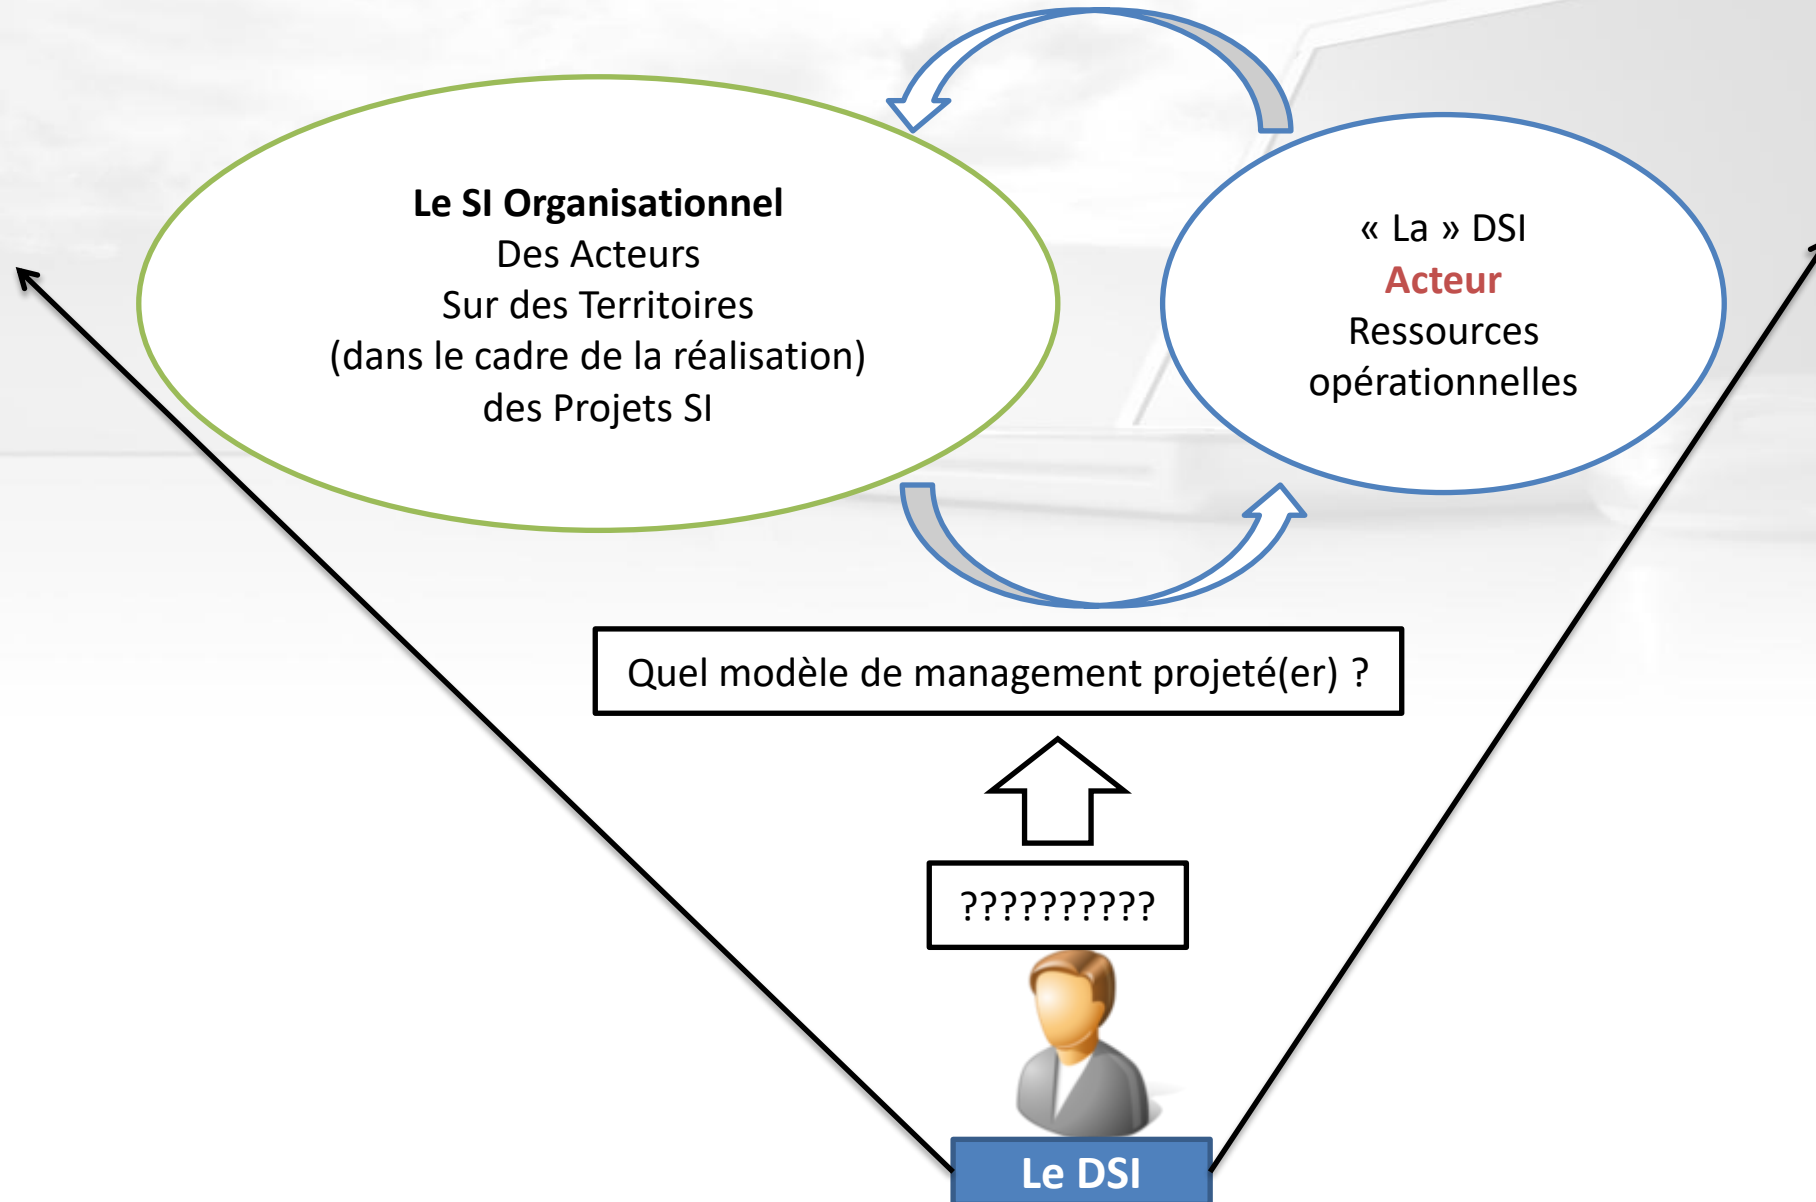 Le SI Organisationnel
Des Acteurs
Sur des Territoires
(dans le cadre de la réalisation)
des Projets SI
« La » DSI
Acteur
Ressources
opérationnelles
Quel modèle de management projeté(er) ?
??????????
Le DSI